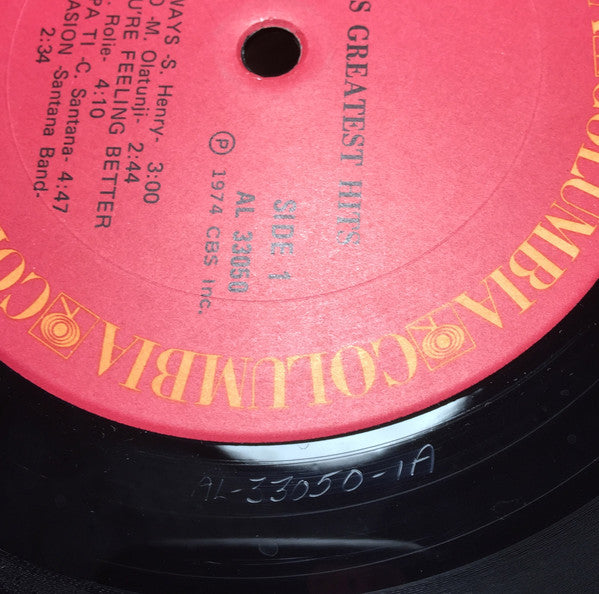 S GREATEST HITS
SIDE 1
AL 33050
℗ 1974 CBS Inc.
WAYS -S. Henry- 3:00
O -M. Olatunji- 2:44
U'RE FEELING BETTER
. Rolie- 4:10
PA TI -C. Santana- 4:47
ASION -Santana Band-
2:34
COLUMBIA
COLUMBIA
CO
AL-33050-1A